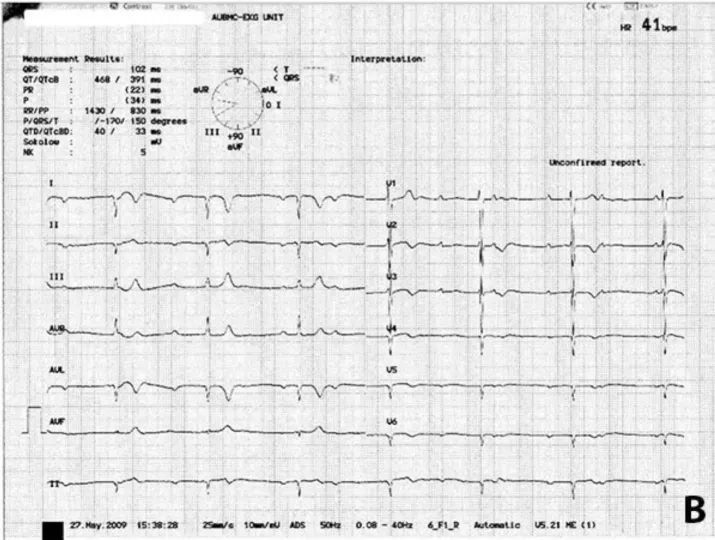 Contrast
AUBMC-EKG UNIT
HR 41bpm
Measurement Results:
QRS : 102 ms
QT/QTcB : 468 / 391 ms
PR : (22) ms
P : (34) ms
RR/PP : 1430 / 830 ms
P/QRS/T : /-170/ 150 degrees
QTD/QTcBD: 40 / 33 ms
Sokolow : mV
NK : 5
-90
aVR
aVL
0 I
III
II
+90
aVF
< T
< QRS
Interpretation:
Unconfirmed report.
I
V1
II
V2
III
V3
AVR
V4
AVL
V5
AVF
V6
II
B
27.May.2009 15:38:28 25mm/s 10mm/mV ADS 50Hz 0.08 - 40Hz 6_F1_R Automatic V5.21 ME (1)